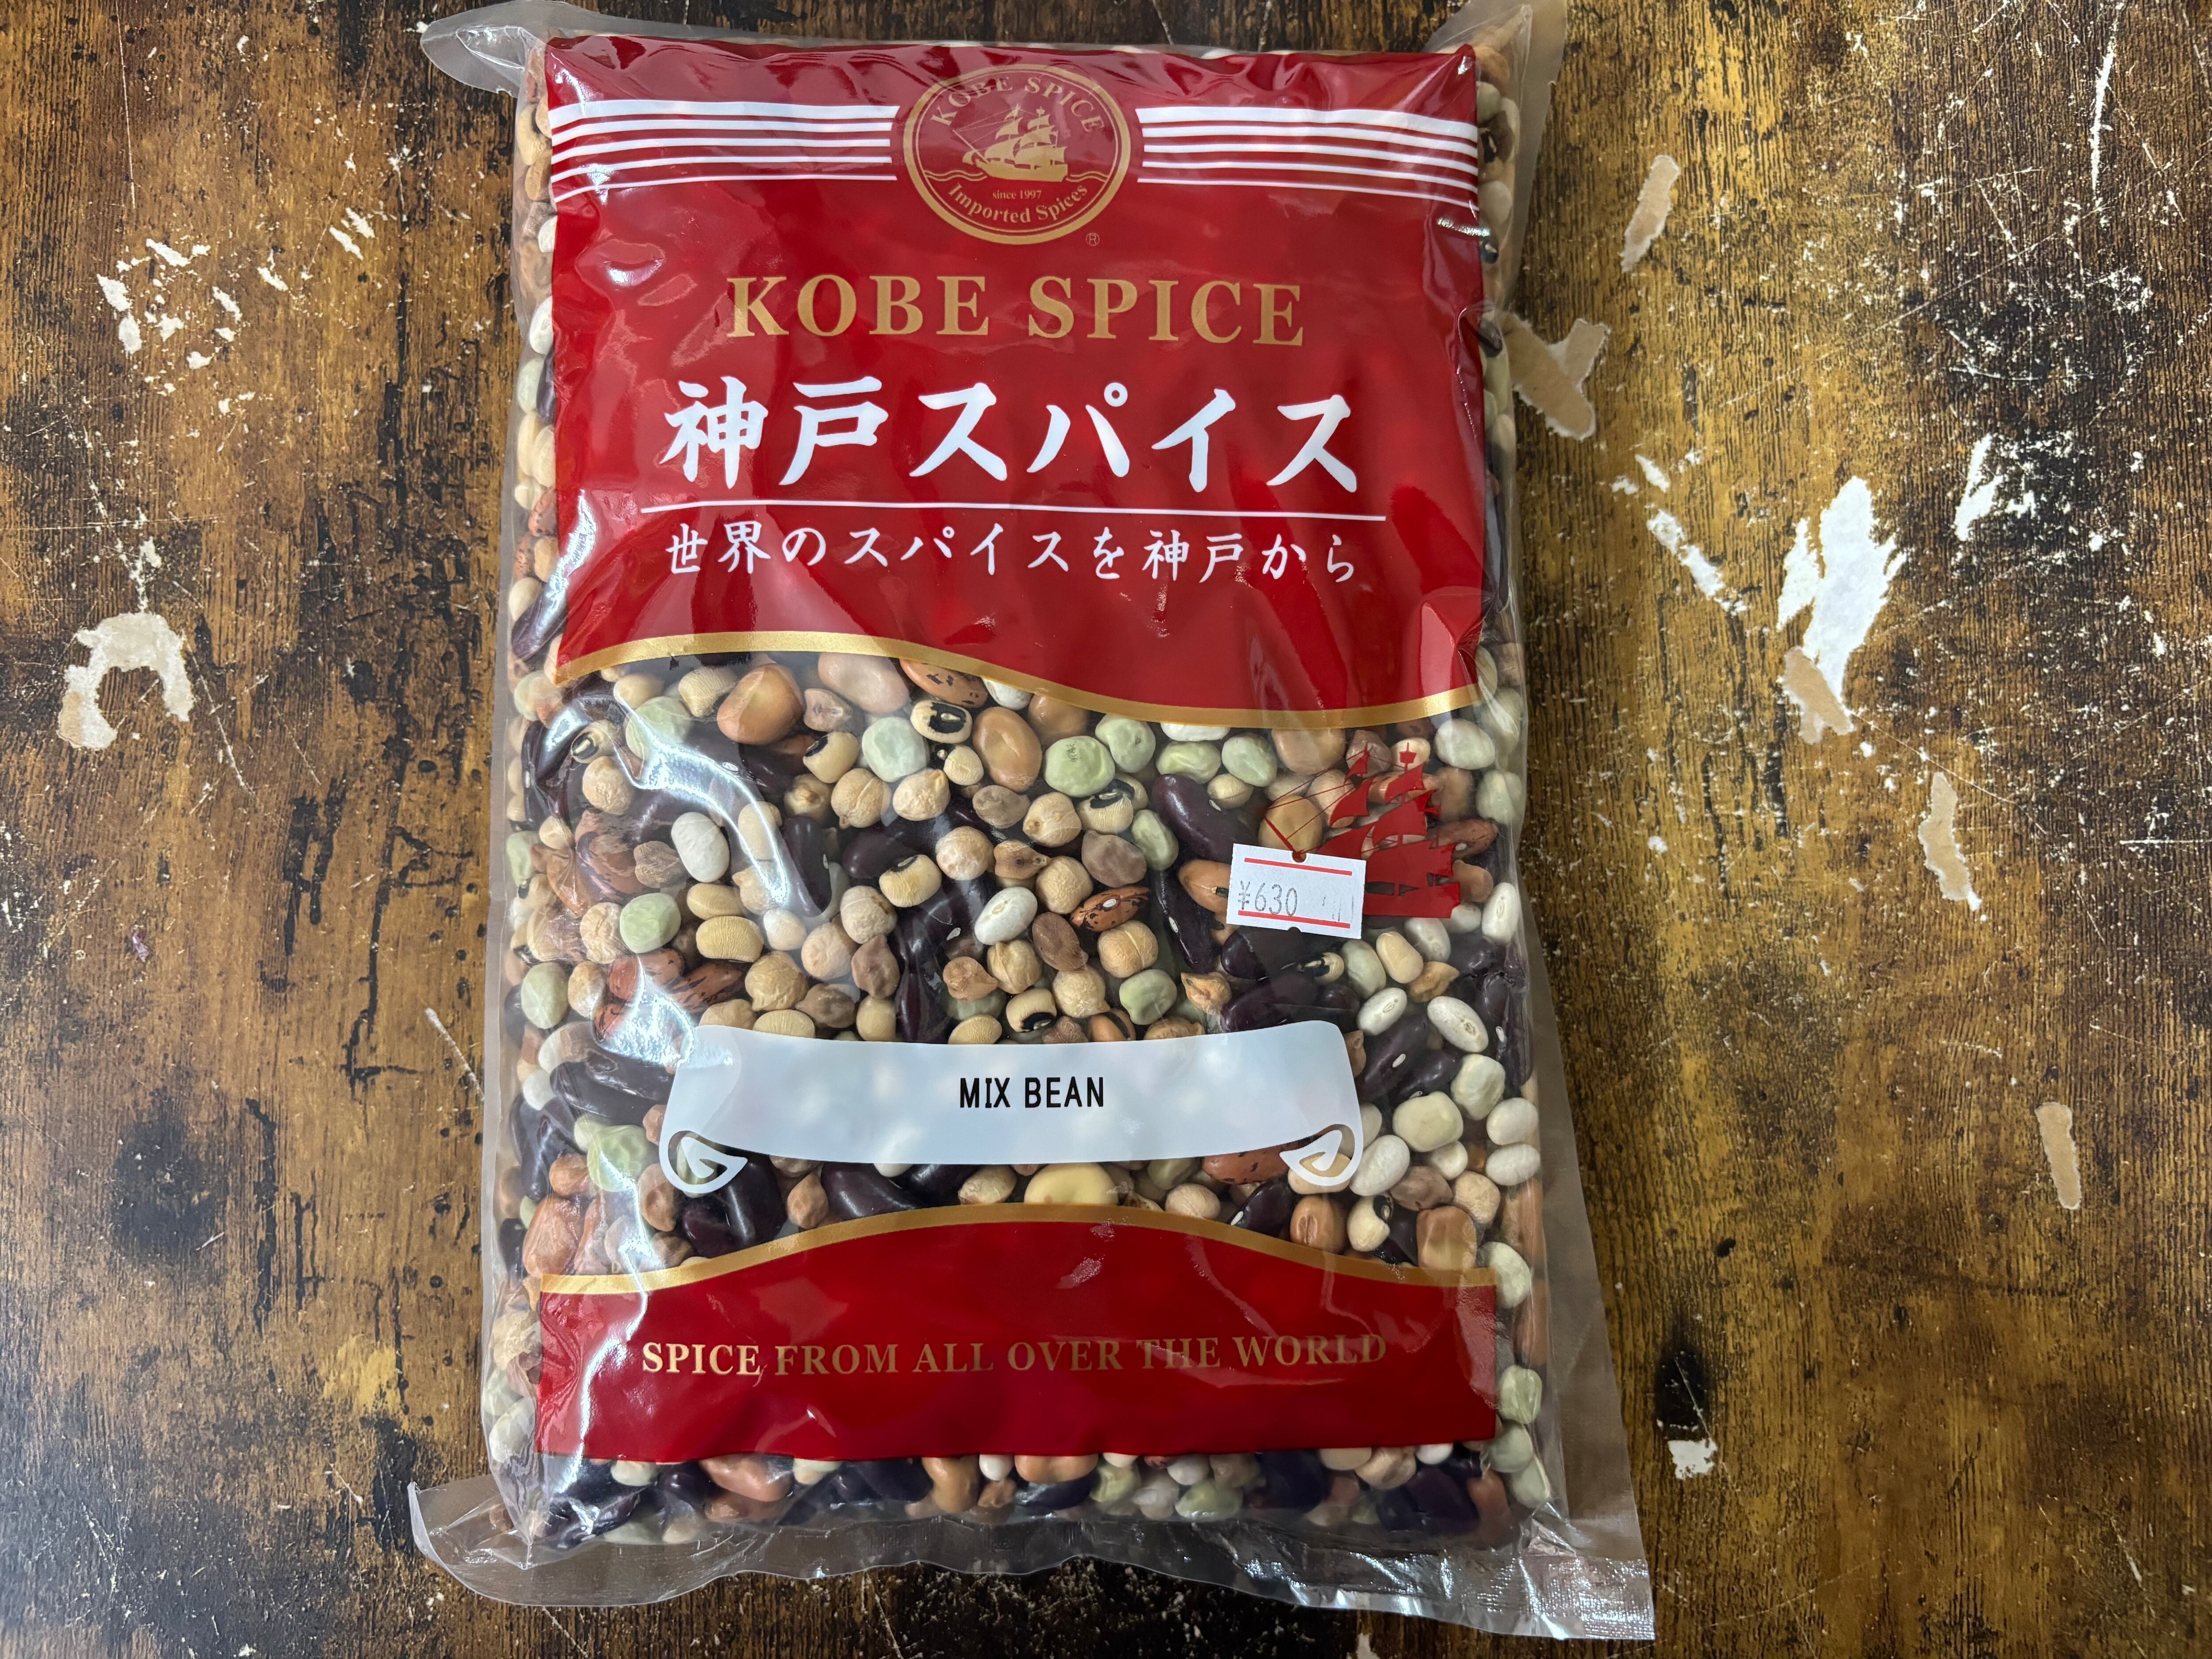 KOBE SPICE
since 1997
Imported Spices
®
KOBE SPICE
神戸スパイス
世界のスパイスを神戸から
¥630
MIX BEAN
SPICE FROM ALL OVER THE WORLD